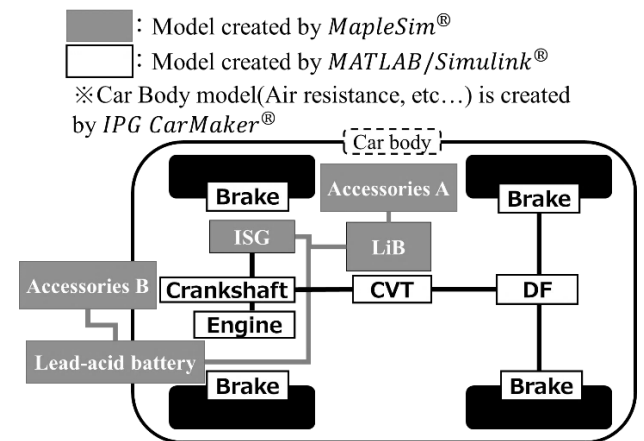 : Model created by MapleSim®
: Model created by MATLAB/Simulink®
※Car Body model(Air resistance, etc…) is created
by IPG CarMaker®
Car body
Brake
Accessories A
Brake
ISG
LiB
Accessories B
Crankshaft
CVT
DF
Engine
Lead-acid battery
Brake
Brake